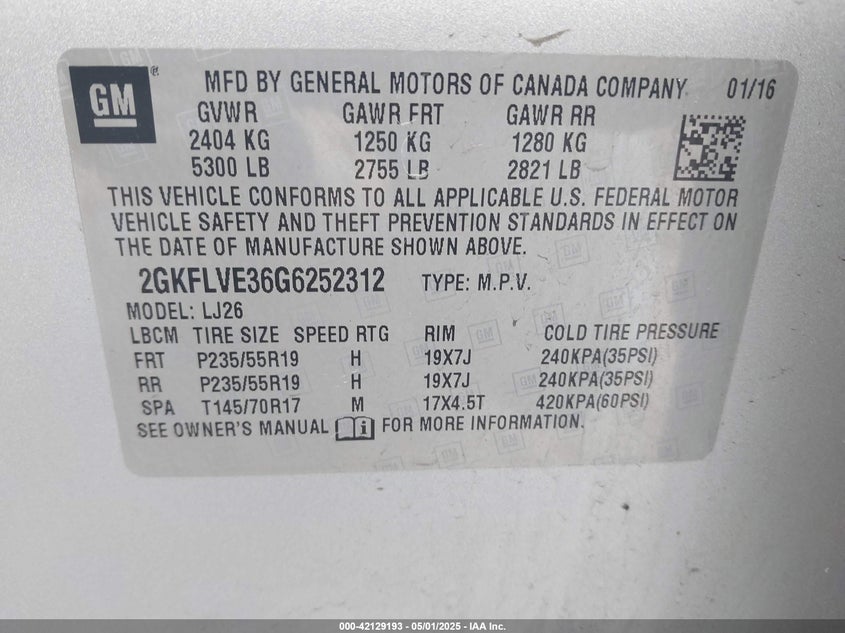 GM ® MFD BY GENERAL MOTORS OF CANADA COMPANY 01/16
GVWR GAWR FRT GAWR RR
2404 KG 1250 KG 1280 KG
5300 LB 2755 LB 2821 LB
THIS VEHICLE CONFORMS TO ALL APPLICABLE U.S. FEDERAL MOTOR
VEHICLE SAFETY AND THEFT PREVENTION STANDARDS IN EFFECT ON
THE DATE OF MANUFACTURE SHOWN ABOVE.
2GKFLVE36G6252312 TYPE: M.P.V.
MODEL: LJ26
LBCM TIRE SIZE SPEED RTG RIM COLD TIRE PRESSURE
FRT P235/55R19 H 19X7J 240KPA(35PSI)
RR P235/55R19 H 19X7J 240KPA(35PSI)
SPA T145/70R17 M 17X4.5T 420KPA(60PSI)
SEE OWNER'S MANUAL FOR MORE INFORMATION.
000-42129193 - 05/01/2025 - IAA Inc.